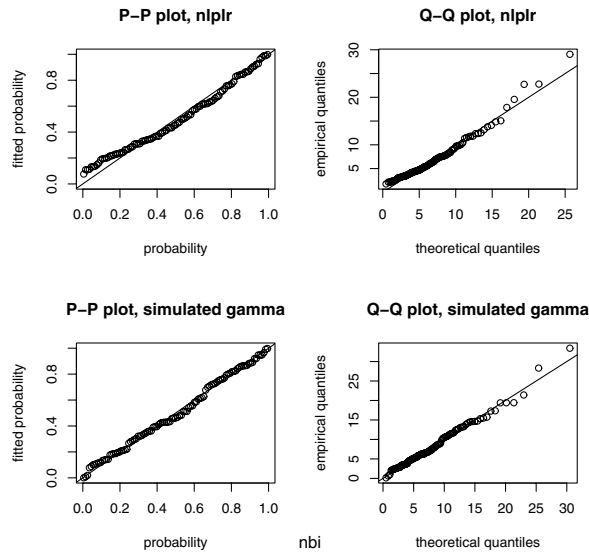 P−P plot, nlplr
fitted probability
0.0 0.4 0.8
0.0 0.2 0.4 0.6 0.8 1.0
probability
Q−Q plot, nlplr
empirical quantiles
5 10 20 30
0 5 10 15 20 25
theoretical quantiles
P−P plot, simulated gamma
fitted probability
0.0 0.4 0.8
0.0 0.2 0.4 0.6 0.8 1.0
probability
Q−Q plot, simulated gamma
empirical quantiles
0 5 15 25
0 5 10 15 20 25 30
theoretical quantiles
nbi